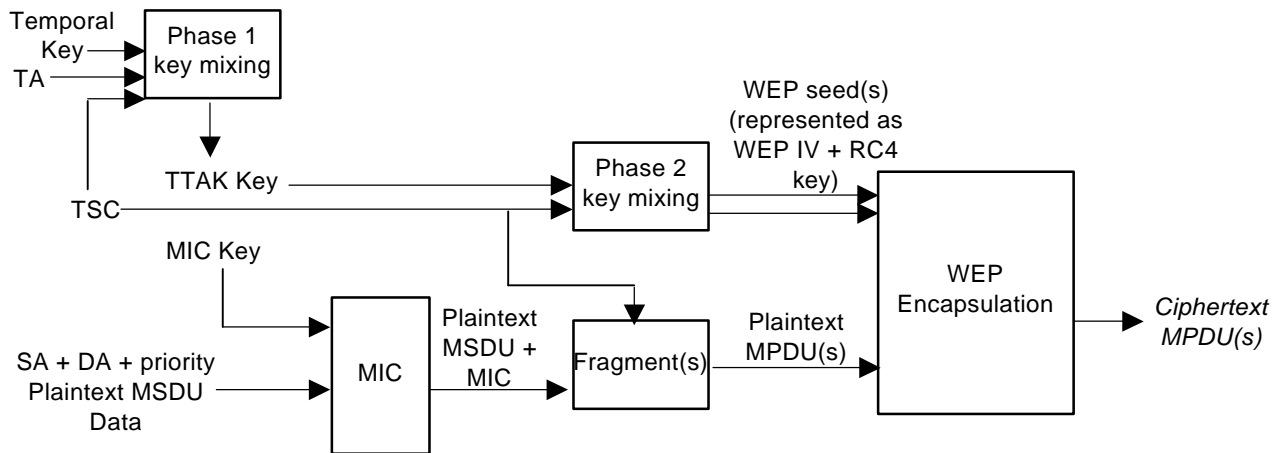 Temporal
Key
TA
Phase 1
key mixing
WEP seed(s)
(represented as
WEP IV + RC4
key)
Phase 2
key mixing
TTAK Key
TSC
MIC Key
WEP
Encapsulation
Ciphertext
MPDU(s)
Plaintext
MSDU +
MIC
Fragment(s)
Plaintext
MPDU(s)
MIC
SA + DA + priority
Plaintext MSDU
Data